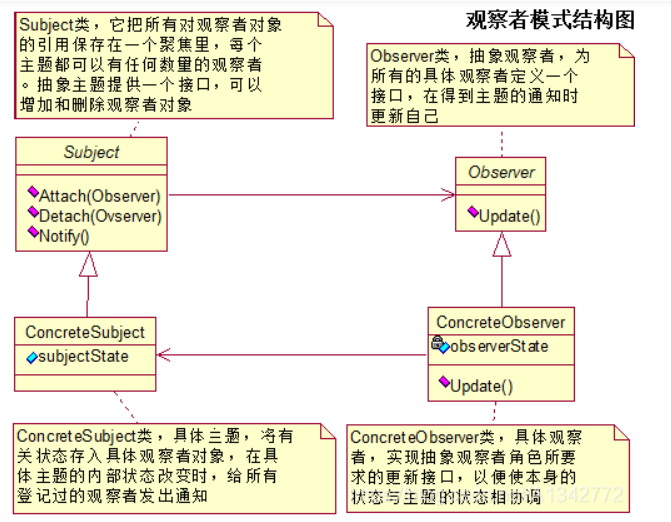 观察者模式结构图
Subject类，它把所有对观察者对象
的引用保存在一个聚焦里，每个
主题都可以有任何数量的观察者
。抽象主题提供一个接口，可以
增加和删除观察者对象
Observer类，抽象观察者，为
所有的具体观察者定义一个
接口，在得到主题的通知时
更新自己
Subject
Attach(Observer)
Detach(Ovserver)
Notify()
Observer
Update()
ConcreteSubject
subjectState
ConcreteObserver
observerState
Update()
ConcreteSubject类，具体主题，将有
关状态存入具体观察者对象，在具
体主题的内部状态改变时，给所有
登记过的观察者发出通知
ConcreteObserver类，具体观察
者，实现抽象观察者角色所要
求的更新接口，以便使本身的
状态与主题的状态相协调